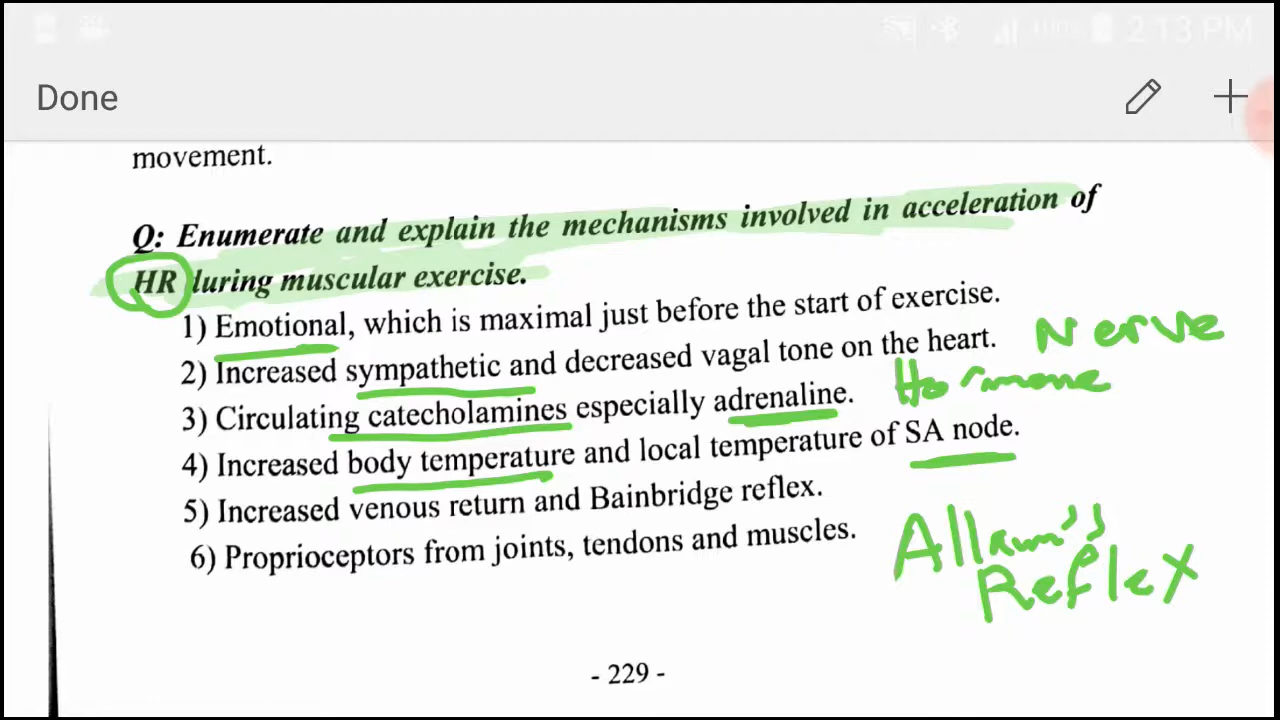 2:13 PM
Done
movement.
Q: Enumerate and explain the mechanisms involved in acceleration of
HR during muscular exercise.
1) Emotional, which is maximal just before the start of exercise.
2) Increased sympathetic and decreased vagal tone on the heart. Nerve
3) Circulating catecholamines especially adrenaline. Hormone
4) Increased body temperature and local temperature of SA node.
5) Increased venous return and Bainbridge reflex.
6) Proprioceptors from joints, tendons and muscles.
Reflex
- 229 -